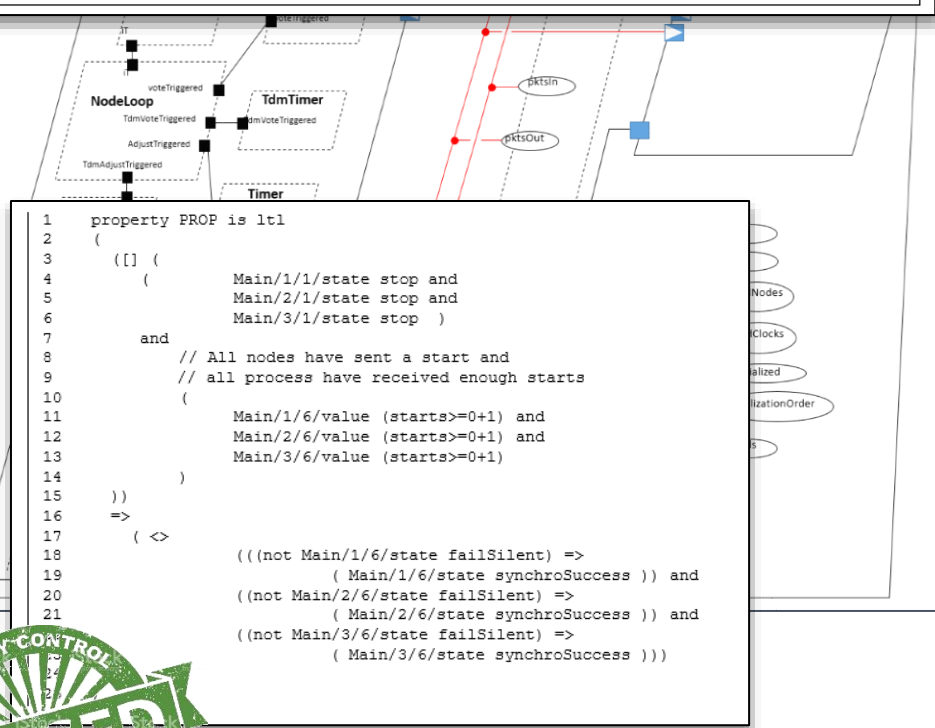 voteTriggered
iT
iT
voteTriggered
NodeLoop
TdmTimer
TdmVoteTriggered
TdmVoteTriggered
AdjustTriggered
TdmAdjustTriggered
Timer
pktsIn
pktsOut
Nodes
Clocks
ialized
lizationOrder
s
1 property PROP is ltl
2 (
3 ([] (
4 ( Main/1/1/state stop and
5 Main/2/1/state stop and
6 Main/3/1/state stop )
7 and
8 // All nodes have sent a start and
9 // all process have received enough starts
10 (
11 Main/1/6/value (starts>=0+1) and
12 Main/2/6/value (starts>=0+1) and
13 Main/3/6/value (starts>=0+1)
14 )
15 ))
16 =>
17 ( <>
18 (((not Main/1/6/state failSilent) =>
19 ( Main/1/6/state synchroSuccess )) and
20 ((not Main/2/6/state failSilent) =>
21 ( Main/2/6/state synchroSuccess )) and
((not Main/3/6/state failSilent) =>
( Main/3/6/state synchroSuccess )))
Y CONTROL